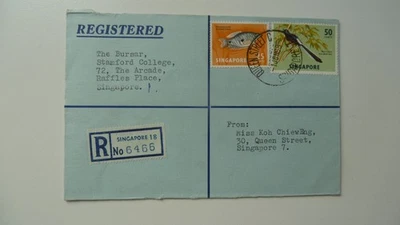 REGISTERED
The Bursar,
Stamford College,
72, The Arcade,
Raffles Place,
Singapore.
SINGAPORE
50
SINGAPORE
R
SINGAPORE 18
No 6465
From:
Miss Koh Chiew Eng,
30, Queen Street,
Singapore 7.